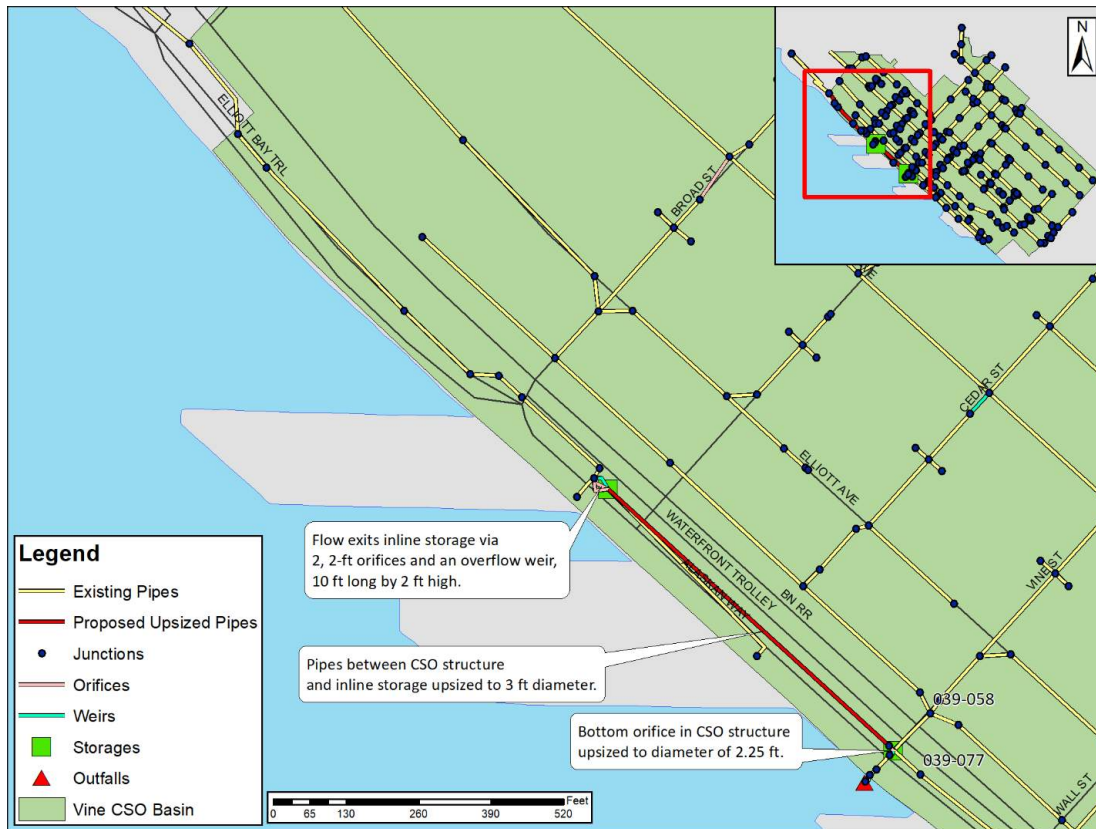 N
ELLIOTT BAY TRL
BROAD ST
CEDAR ST
ELLIOTT AVE
VINE ST
WATERFRONT TROLLEY
BN RR
ALASKAN WAY
WALL ST
039-058
039-077
Flow exits inline storage via
2, 2-ft orifices and an overflow weir,
10 ft long by 2 ft high.
Pipes between CSO structure
and inline storage upsized to 3 ft diameter.
Bottom orifice in CSO structure
upsized to diameter of 2.25 ft.
Legend
Existing Pipes
Proposed Upsized Pipes
Junctions
Orifices
Weirs
Storages
Outfalls
Vine CSO Basin
Feet
0 65 130 260 390 520